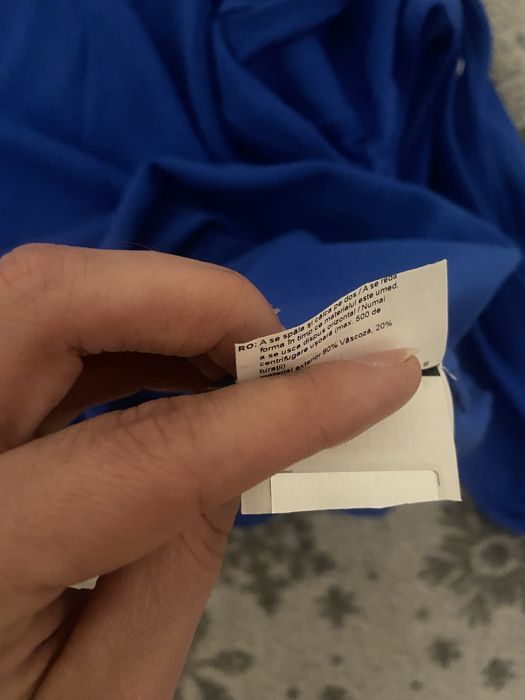 RO: A se spăla și călca pe dos / A se reda
forma în timp ce materialul este umed,
a se usca dispus orizontal / Numai
centrifugare ușoară (max. 500 de
turații)
material exterior 80% Vâscoză, 20%